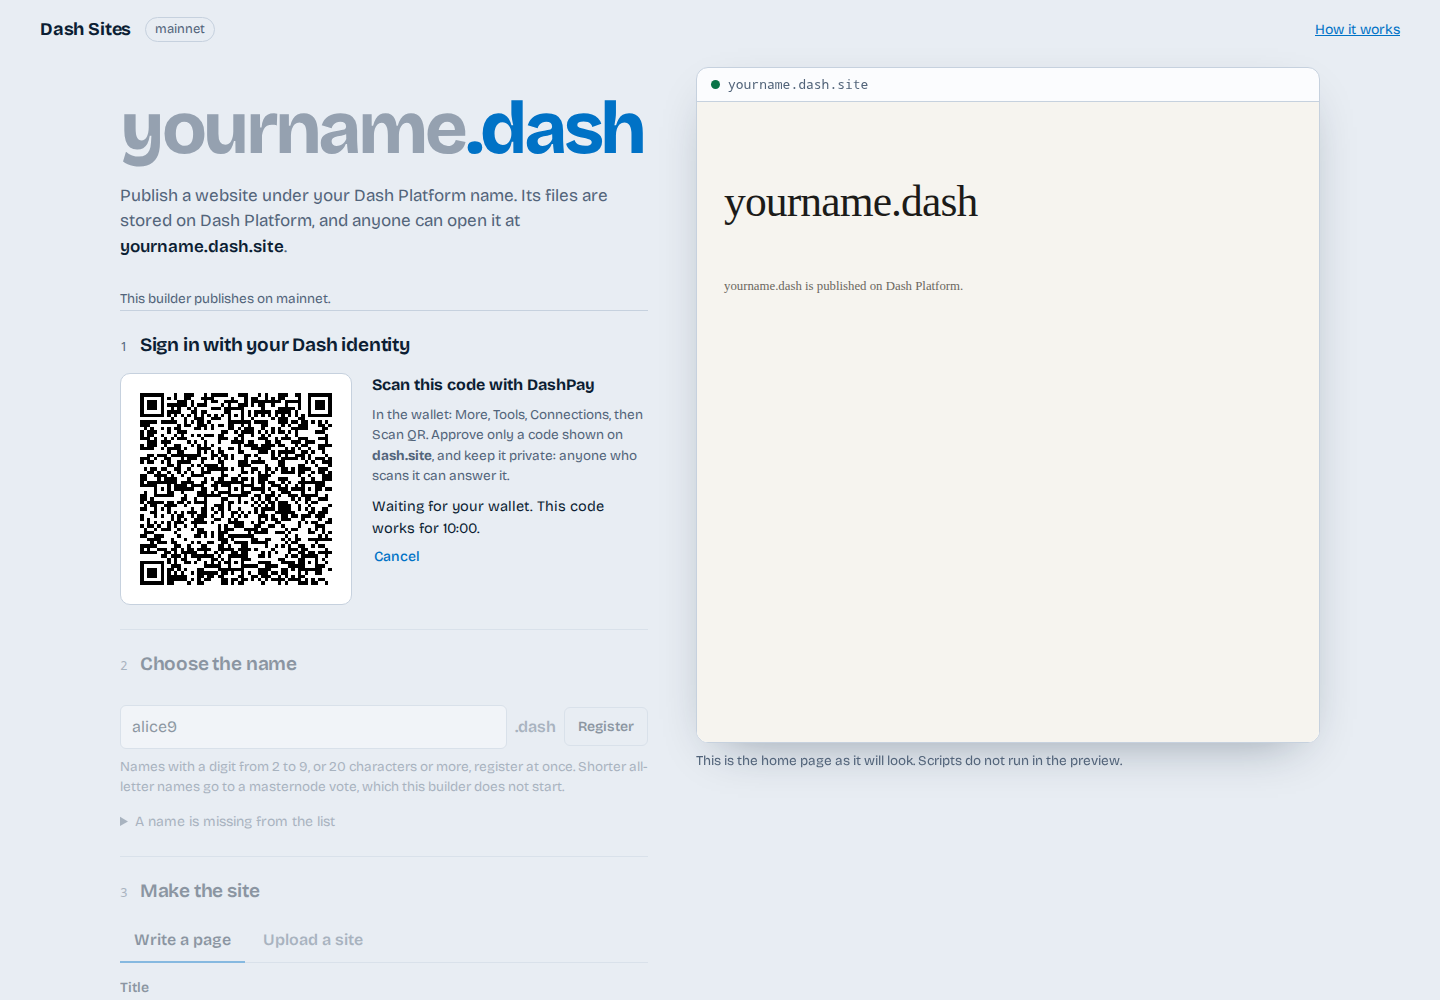 Dash Sites
mainnet
How it works
yourname.dash
Publish a website under your Dash Platform name. Its files are
stored on Dash Platform, and anyone can open it at
yourname.dash.site.
This builder publishes on mainnet.
1 Sign in with your Dash identity
Scan this code with DashPay
In the wallet: More, Tools, Connections, then
Scan QR. Approve only a code shown on
dash.site, and keep it private: anyone who
scans it can answer it.
Waiting for your wallet. This code
works for 10:00.
Cancel
2 Choose the name
alice9 .dash Register
Names with a digit from 2 to 9, or 20 characters or more, register at once. Shorter all-
letter names go to a masternode vote, which this builder does not start.
A name is missing from the list
3 Make the site
Write a page Upload a site
Title
yourname.dash.site
yourname.dash
yourname.dash is published on Dash Platform.
This is the home page as it will look. Scripts do not run in the preview.